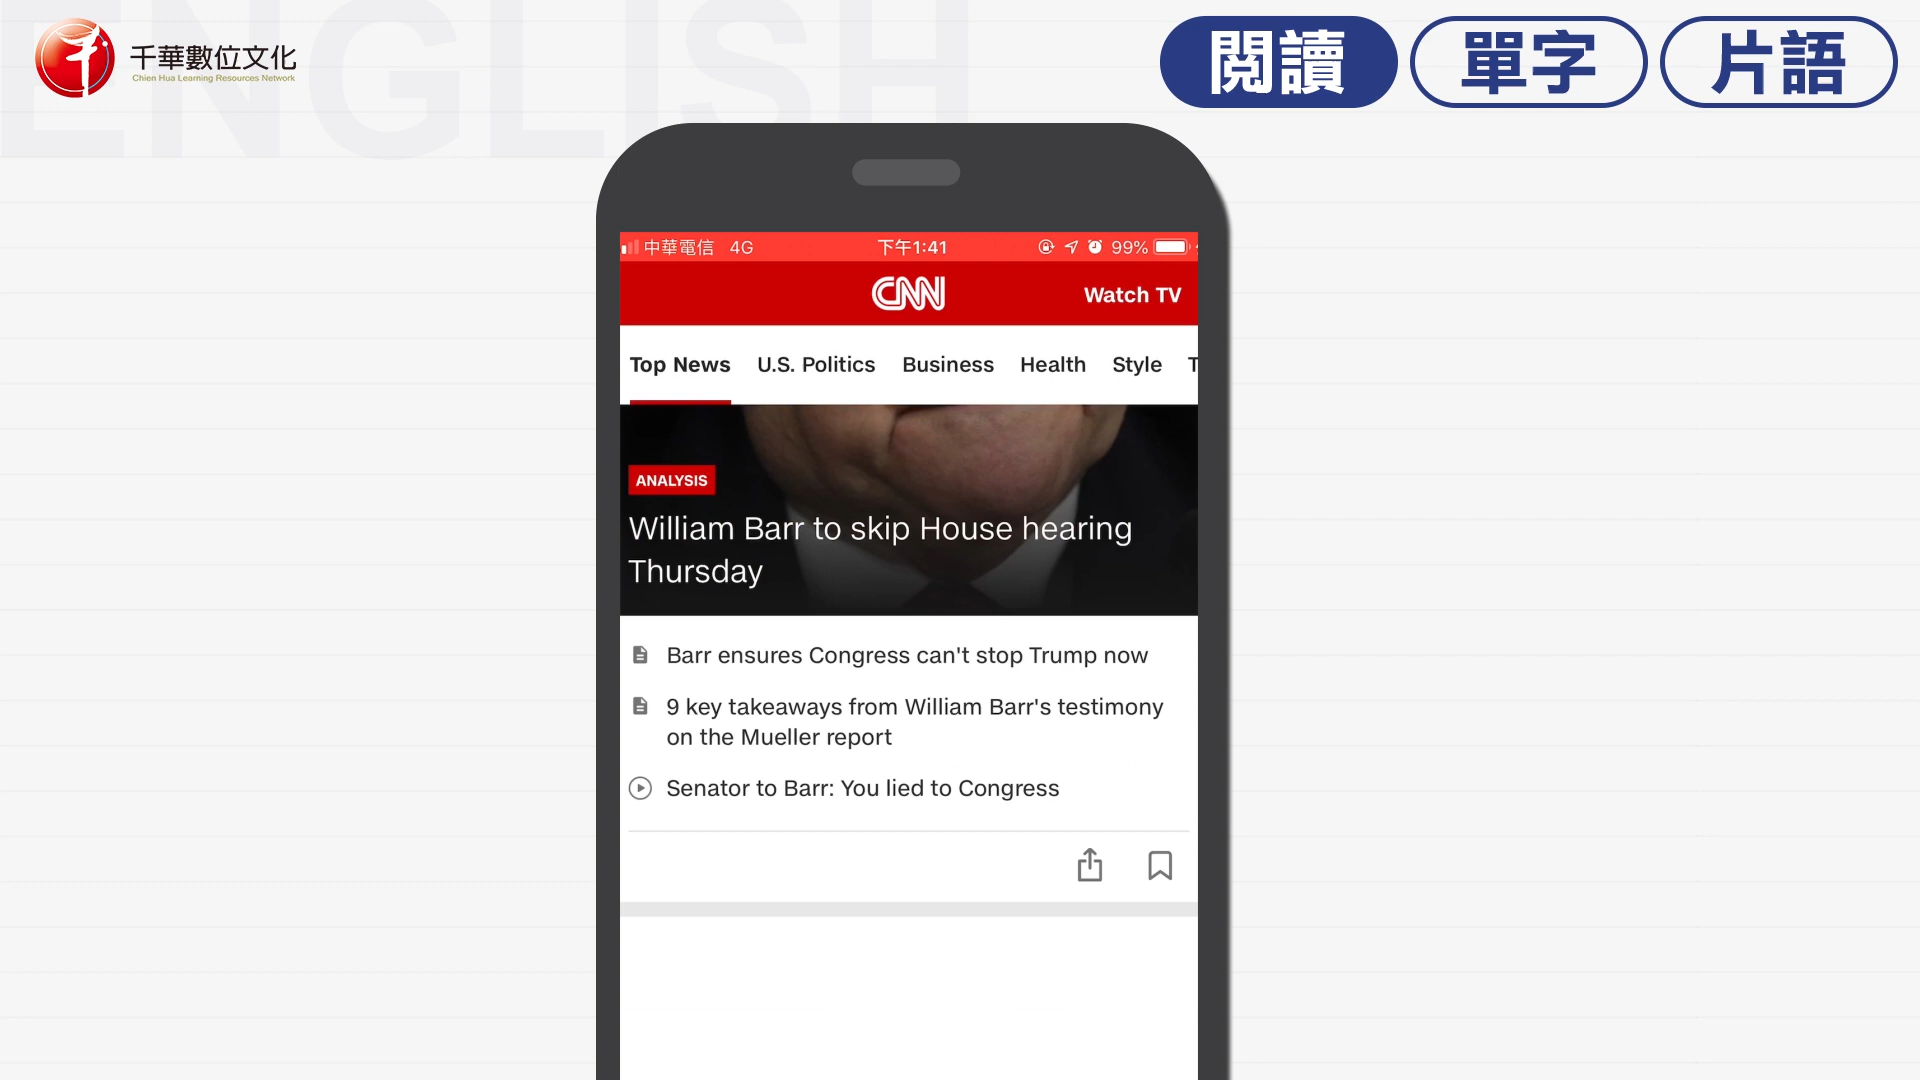 ENGLISH
千華數位文化
Chien Hua Learning Resources Network
閱讀
單字
片語
中華電信 4G 下午1:41 99%
CNN
Watch TV
Top News U.S. Politics Business Health Style T
ANALYSIS
William Barr to skip House hearing
Thursday
Barr ensures Congress can't stop Trump now
9 key takeaways from William Barr's testimony
on the Mueller report
Senator to Barr: You lied to Congress